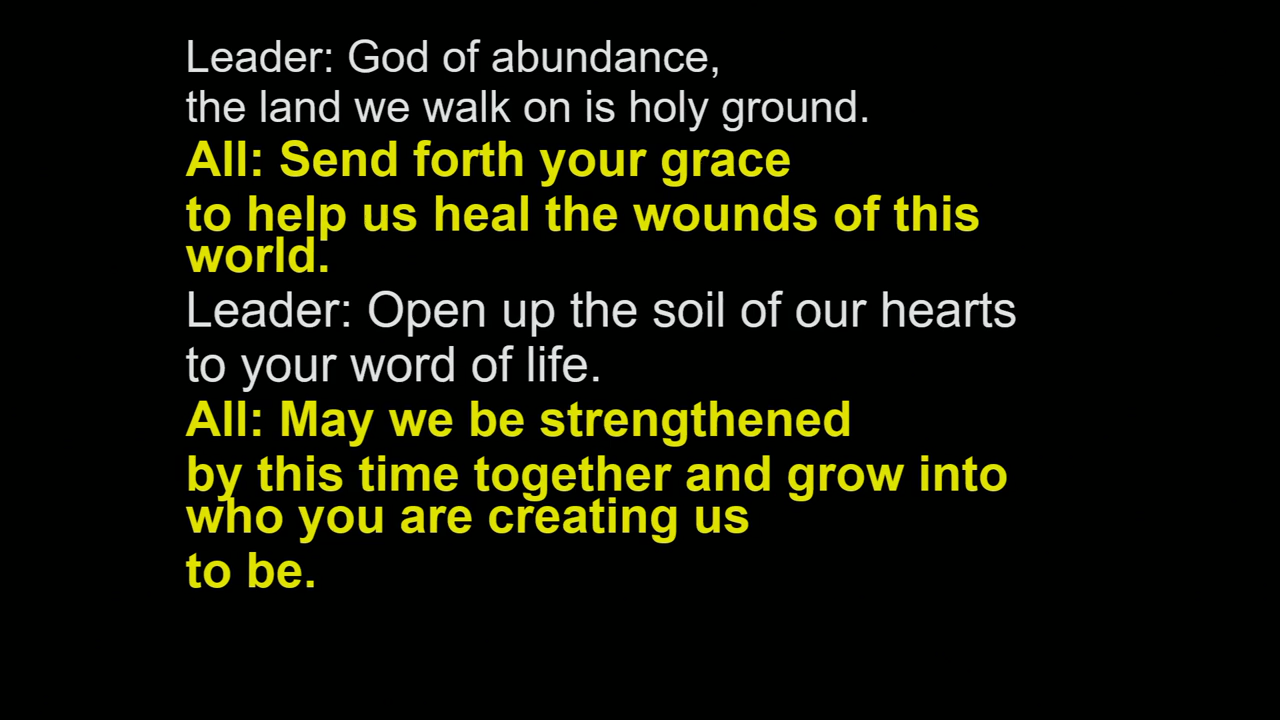 Leader: God of abundance,
the land we walk on is holy ground.
All: Send forth your grace
to help us heal the wounds of this
world.
Leader: Open up the soil of our hearts
to your word of life.
All: May we be strengthened
by this time together and grow into
who you are creating us
to be.